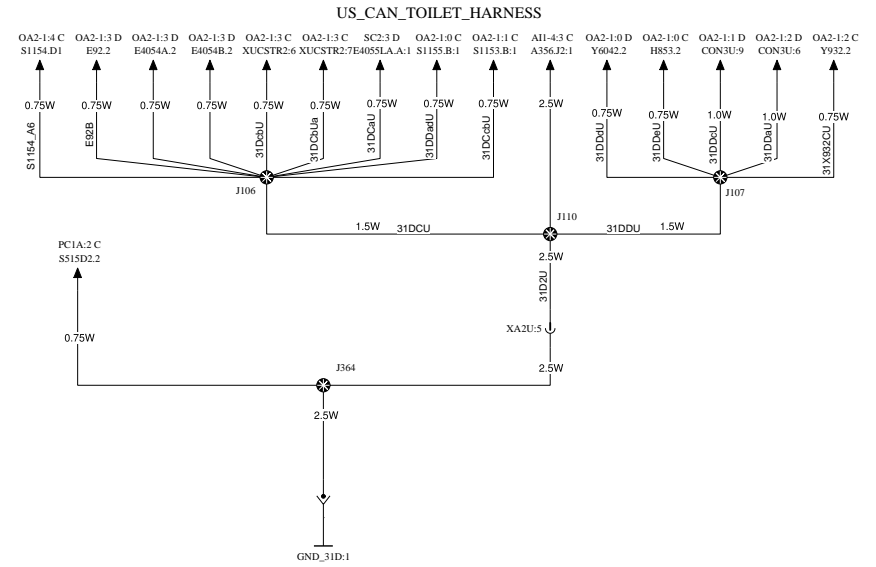 US_CAN_TOILET_HARNESS
OA2-1:4 C OA2-1:3 D OA2-1:3 D OA2-1:3 D OA2-1:3 C OA2-1:3 C SC2:3 D OA2-1:0 C OA2-1:1 C AI1-4:3 C OA2-1:0 D OA2-1:0 C OA2-1:1 D OA2-1:2 D OA2-1:2 C
S1154.D1 E92.2 E4054A.2 E4054B.2 XUCSTR2:6 XUCSTR2:7 E4055LA.A:1 S1155.B:1 S1153.B:1 A356.J2:1 Y6042.2 H853.2 CON3U:9 CON3U:6 Y932.2
0.75W 0.75W 0.75W 0.75W 0.75W 0.75W 0.75W 0.75W 0.75W 2.5W 0.75W 0.75W 1.0W 1.0W 0.75W
S1154_A6 E92B 31DcbU 31DCbUa 31DCaU 31DDadU 31DCcbU 31DDdU 31DDeU 31DDcU 31DDaU 31X932CU
J106 J107
J110
1.5W 31DCU 31DDU 1.5W
PC1A:2 C
S515D2.2
2.5W
31D2U
XA2U:5
0.75W
J364
2.5W
2.5W
GND_31D:1